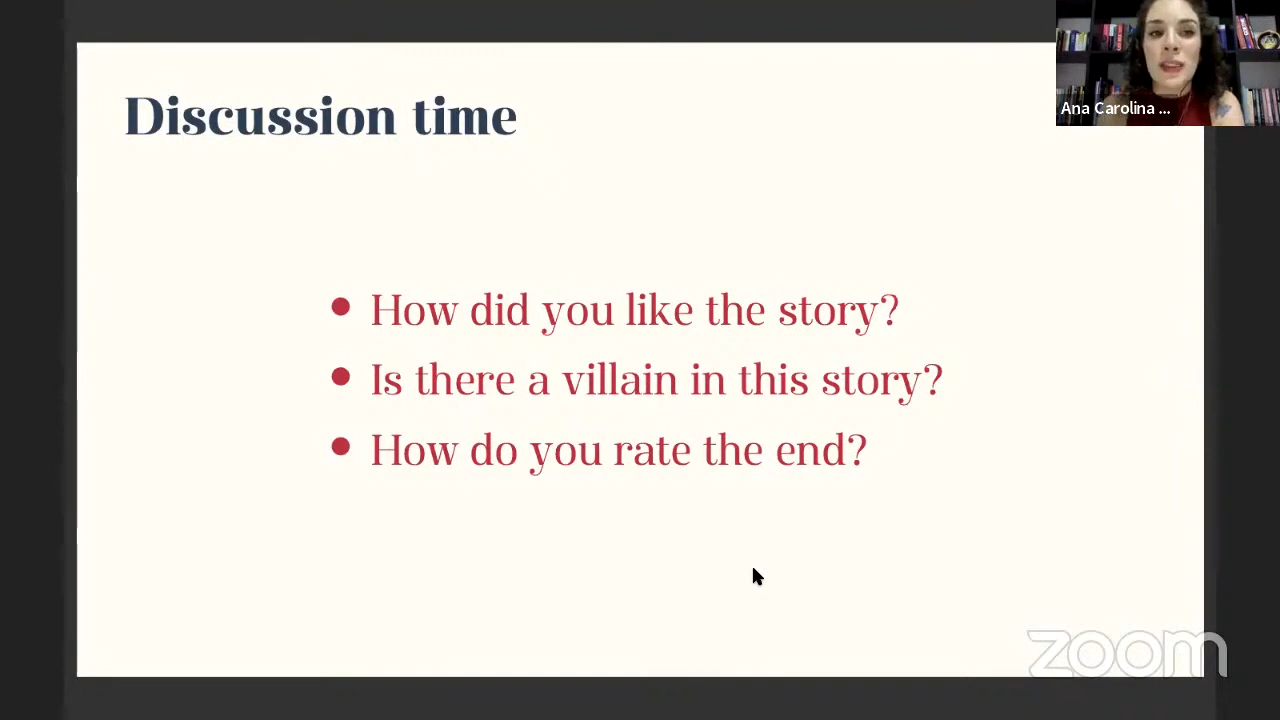 Discussion time
Ana Carolina ...
• How did you like the story?
• Is there a villain in this story?
• How do you rate the end?
zoom